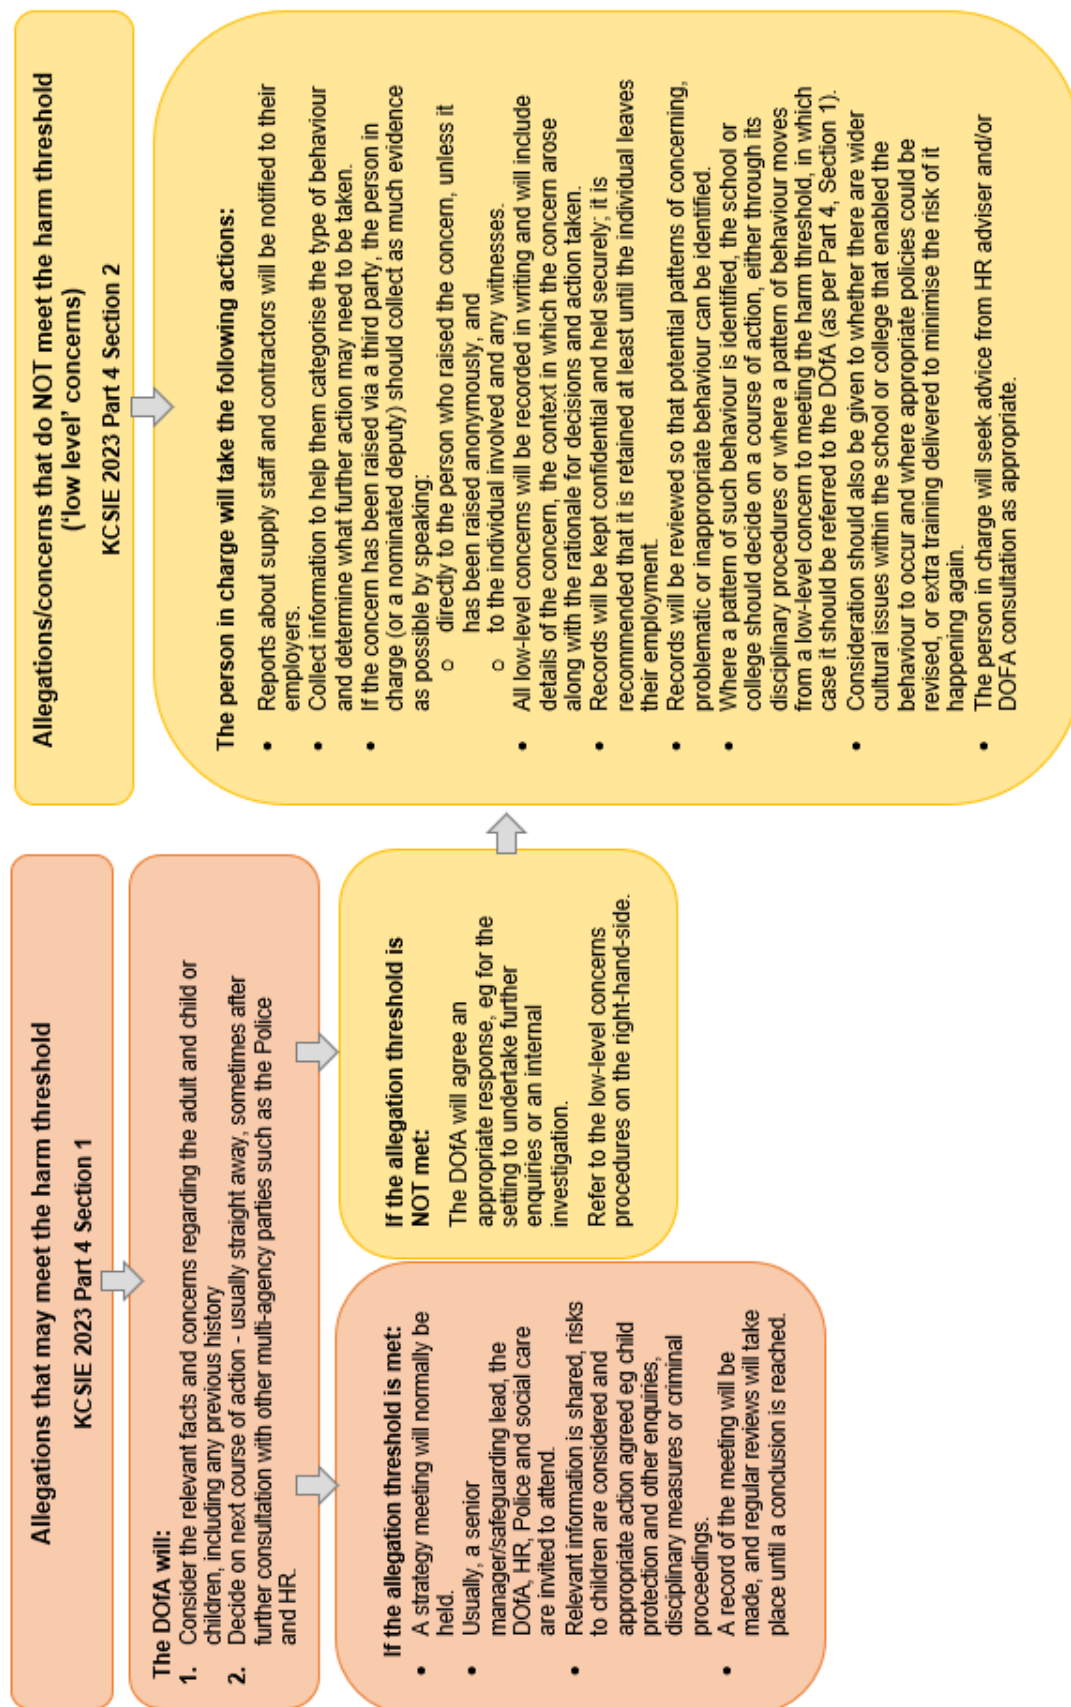 Allegations that may meet the harm threshold
KCSIE 2023 Part 4 Section 1
The DOfA will:
1. Consider the relevant facts and concerns regarding the adult and child or
children, including any previous history
2. Decide on next course of action - usually straight away, sometimes after
further consultation with other multi-agency parties such as the Police
and HR.
If the allegation threshold is met:
• A strategy meeting will normally be
held.
• Usually, a senior
manager/safeguarding lead, the
DOfA, HR, Police and social care
are invited to attend.
• Relevant information is shared, risks
to children are considered and
appropriate action agreed eg child
protection and other enquiries,
disciplinary measures or criminal
proceedings.
• A record of the meeting will be
made, and regular reviews will take
place until a conclusion is reached.
If the allegation threshold is
NOT met:
The DOfA will agree an
appropriate response, eg for the
setting to undertake further
enquiries or an internal
investigation.
Refer to the low-level concerns
procedures on the right-hand-side.
Allegations/concerns that do NOT meet the harm threshold
('low level' concerns)
KCSIE 2023 Part 4 Section 2
The person in charge will take the following actions:
• Reports about supply staff and contractors will be notified to their
employers.
• Collect information to help them categorise the type of behaviour
and determine what further action may need to be taken.
• If the concern has been raised via a third party, the person in
charge (or a nominated deputy) should collect as much evidence
as possible by speaking:
o directly to the person who raised the concern, unless it
has been raised anonymously, and
o to the individual involved and any witnesses.
• All low-level concerns will be recorded in writing and will include
details of the concern, the context in which the concern arose
along with the rationale for decisions and action taken.
• Records will be kept confidential and held securely; it is
recommended that it is retained at least until the individual leaves
their employment.
• Records will be reviewed so that potential patterns of concerning,
problematic or inappropriate behaviour can be identified.
• Where a pattern of such behaviour is identified, the school or
college should decide on a course of action, either through its
disciplinary procedures or where a pattern of behaviour moves
from a low-level concern to meeting the harm threshold, in which
case it should be referred to the DOfA (as per Part 4, Section 1).
• Consideration should also be given to whether there are wider
cultural issues within the school or college that enabled the
behaviour to occur and where appropriate policies could be
revised, or extra training delivered to minimise the risk of it
happening again.
• The person in charge will seek advice from HR adviser and/or
DOFA consultation as appropriate.